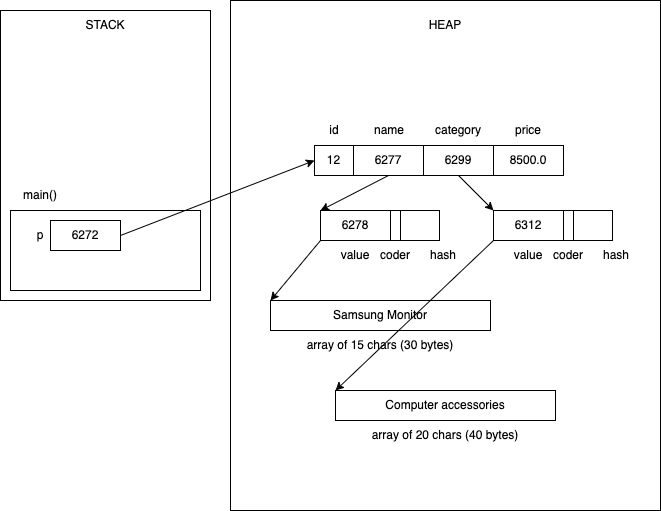 STACK
HEAP
id name category price
12 6277 6299 8500.0
main()
p 6272
6278
6312
value coder hash
value coder hash
Samsung Monitor
array of 15 chars (30 bytes)
Computer accessories
array of 20 chars (40 bytes)